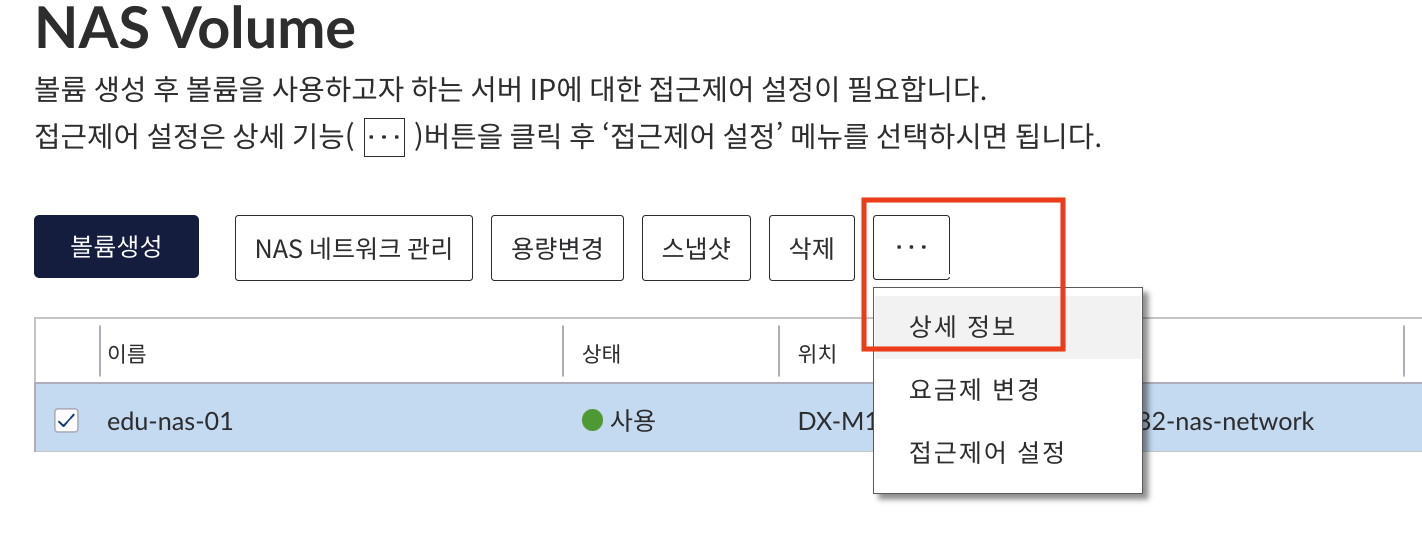 NAS Volume
볼륨 생성 후 볼륨을 사용하고자 하는 서버 IP에 대한 접근제어 설정이 필요합니다.
접근제어 설정은 상세 기능( ··· )버튼을 클릭 후 ‘접근제어 설정’ 메뉴를 선택하시면 됩니다.
볼륨생성 NAS 네트워크 관리 용량변경 스냅샷 삭제 ···
상세 정보
이름 상태 위치
요금제 변경
edu-nas-01 사용 DX-M1 32-nas-network
접근제어 설정